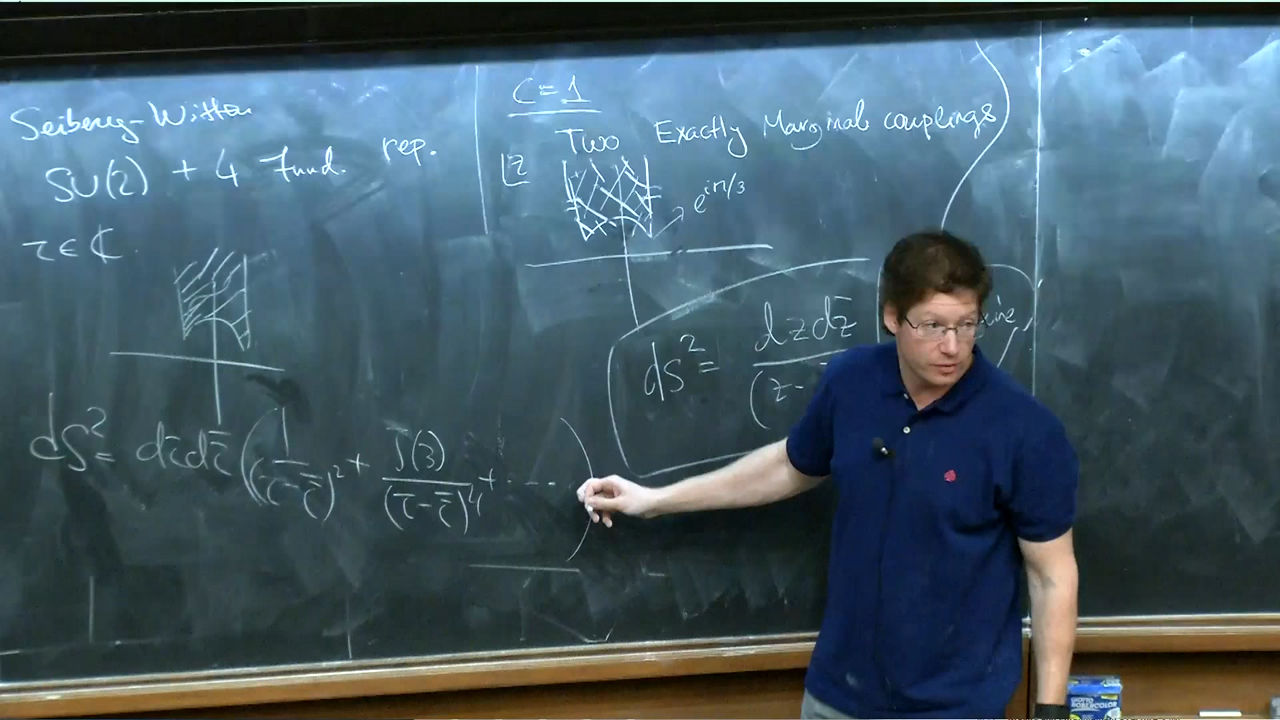 Seiberg-Witten
SU(2) + 4 Fund. rep.
τ ∈ ℂ
ds² = dτdτ̄ ( 1/(τ-τ̄)² + ζ(3)/(τ-τ̄)⁴ + ....
C=1
Two Exactly Marginal couplings
z
e^{iπ/3}
ds² = dzdz̄ / (z-